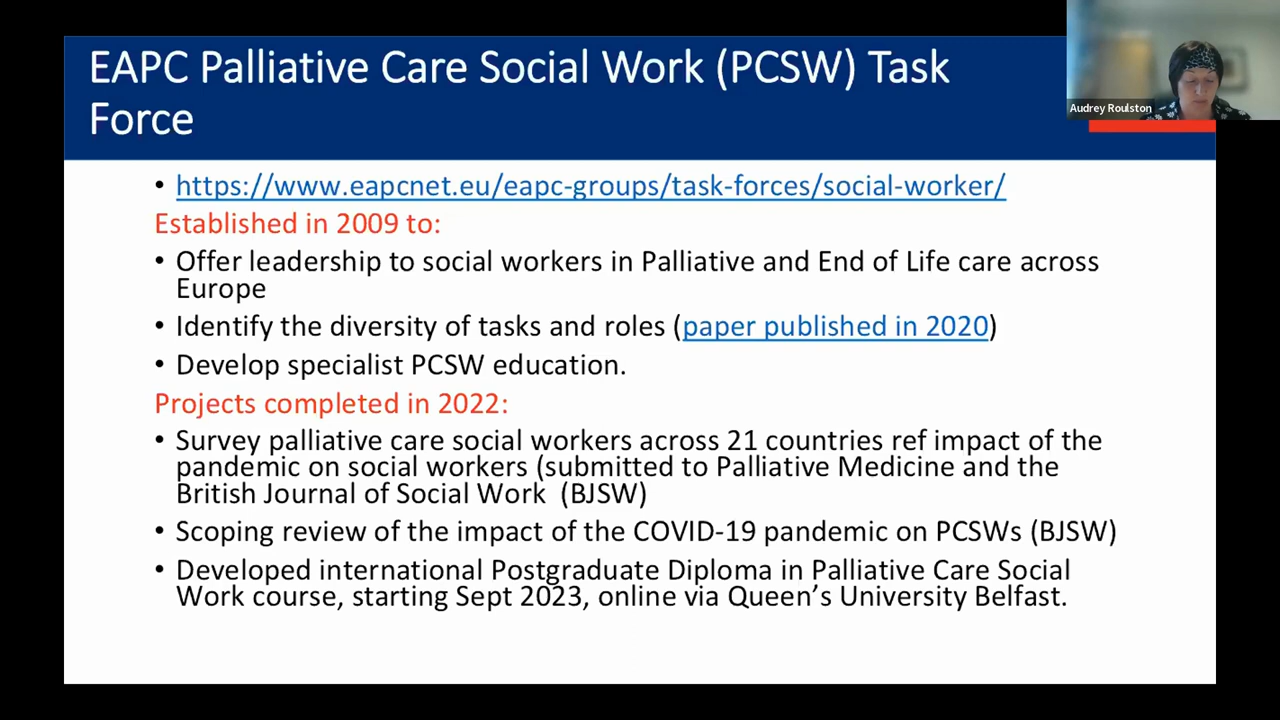 EAPC Palliative Care Social Work (PCSW) Task
Force
Audrey Roulston
• https://www.eapcnet.eu/eapc-groups/task-forces/social-worker/
Established in 2009 to:
• Offer leadership to social workers in Palliative and End of Life care across
Europe
• Identify the diversity of tasks and roles (paper published in 2020)
• Develop specialist PCSW education.
Projects completed in 2022:
• Survey palliative care social workers across 21 countries ref impact of the
pandemic on social workers (submitted to Palliative Medicine and the
British Journal of Social Work (BJSW)
• Scoping review of the impact of the COVID-19 pandemic on PCSWs (BJSW)
• Developed international Postgraduate Diploma in Palliative Care Social
Work course, starting Sept 2023, online via Queen’s University Belfast.